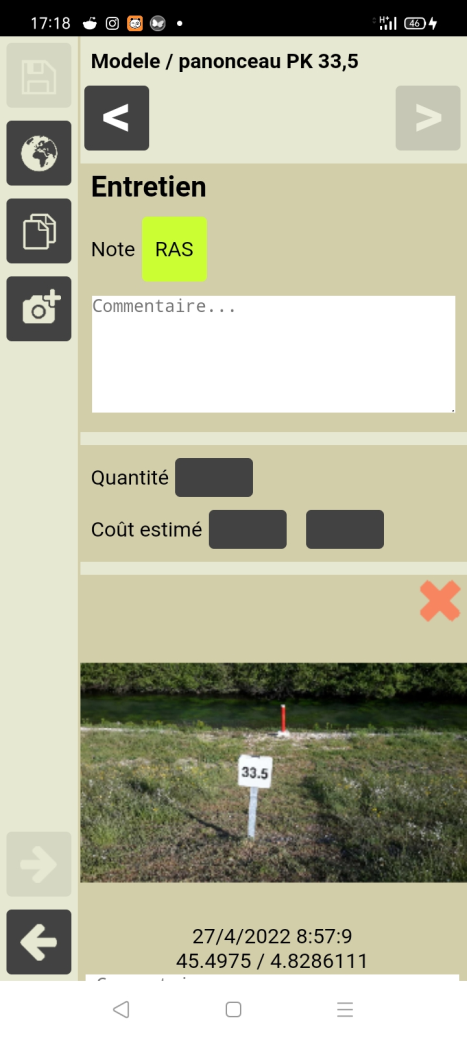 17:18
46
Modele / panonceau PK 33,5
<
>
Entretien
Note RAS
Commentaire...
Quantité
Coût estimé
33.5
27/4/2022 8:57:9
45.4975 / 4.8286111